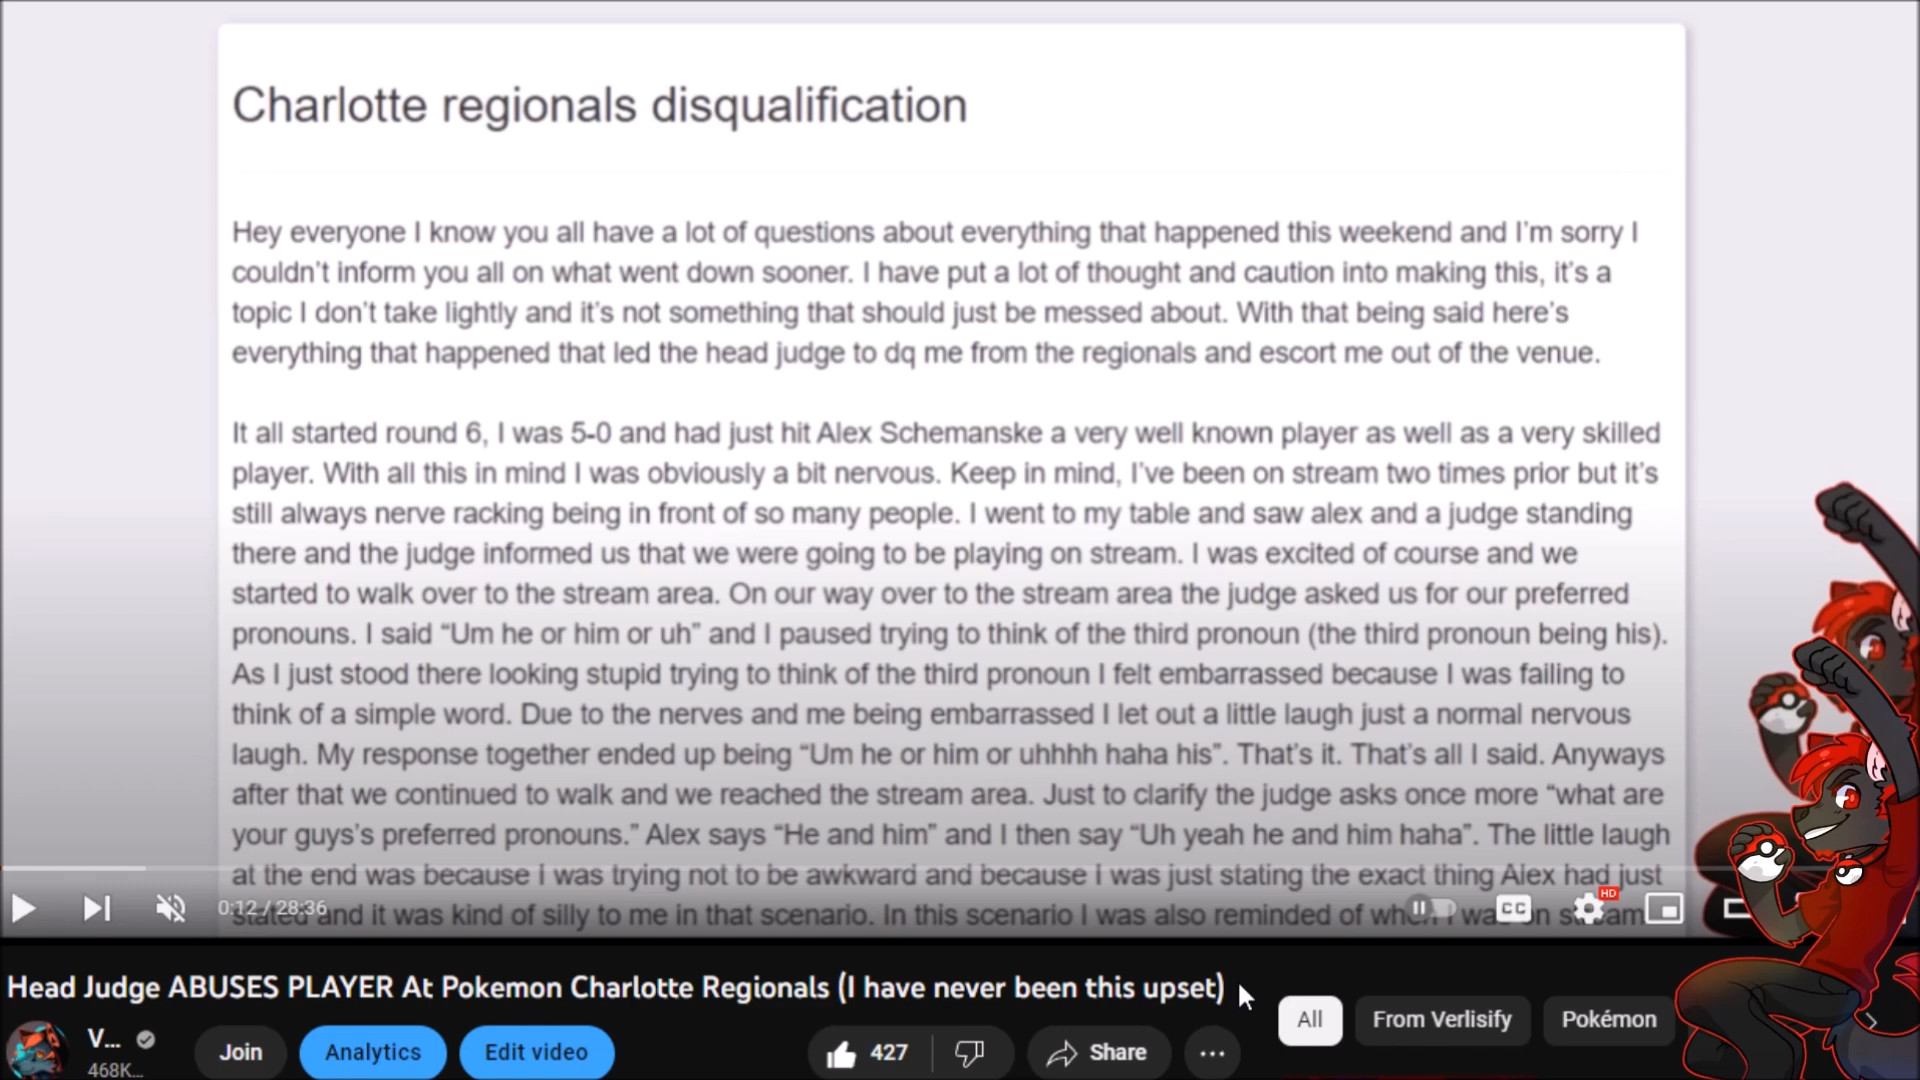 Charlotte regionals disqualification
Hey everyone I know you all have a lot of questions about everything that happened this weekend and I'm sorry I
couldn't inform you all on what went down sooner. I have put a lot of thought and caution into making this, it's a
topic I don't take lightly and it's not something that should just be messed about. With that being said here's
everything that happened that led the head judge to dq me from the regionals and escort me out of the venue.
It all started round 6, I was 5-0 and had just hit Alex Schemanske a very well known player as well as a very skilled
player. With all this in mind I was obviously a bit nervous. Keep in mind, I've been on stream two times prior but it's
still always nerve racking being in front of so many people. I went to my table and saw alex and a judge standing
there and the judge informed us that we were going to be playing on stream. I was excited of course and we
started to walk over to the stream area. On our way over to the stream area the judge asked us for our preferred
pronouns. I said “Um he or him or uh” and I paused trying to think of the third pronoun (the third pronoun being his).
As I just stood there looking stupid trying to think of the third pronoun I felt embarrassed because I was failing to
think of a simple word. Due to the nerves and me being embarrassed I let out a little laugh just a normal nervous
laugh. My response together ended up being “Um he or him or uhhhh haha his”. That's it. That's all I said. Anyways
after that we continued to walk and we reached the stream area. Just to clarify the judge asks once more “what are
your guys's preferred pronouns.” Alex says “He and him” and I then say “Uh yeah he and him haha”. The little laugh
at the end was because I was trying not to be awkward and because I was just stating the exact thing Alex had just
stated and it was kind of silly to me in that scenario. In this scenario I was also reminded of when I was on stream
0:12 / 28:36
CC
HD
Head Judge ABUSES PLAYER At Pokemon Charlotte Regionals (I have never been this upset)
All
From Verlisify
Pokémon
V...
468K...
Join
Analytics
Edit video
427
Share